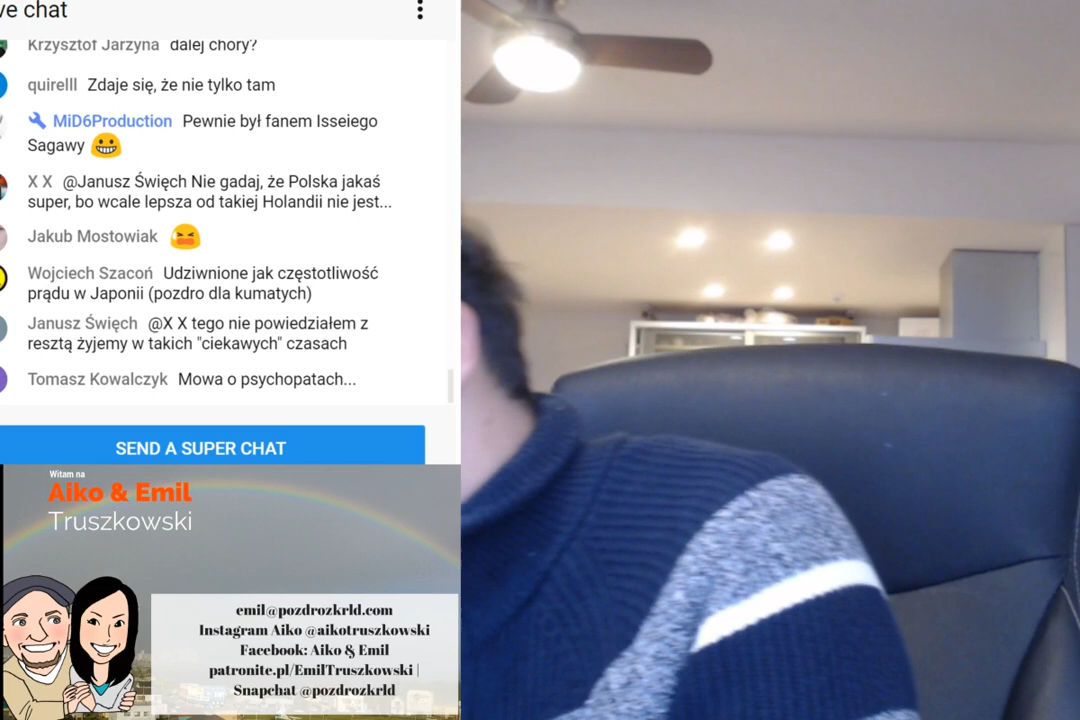 ve chat
Krzysztof Jarzyna dalej chory?
quirelll Zdaje się, że nie tylko tam
MiD6Production Pewnie był fanem Isseiego
Sagawy
X X @Janusz Święch Nie gadaj, że Polska jakaś
super, bo wcale lepsza od takiej Holandii nie jest...
Jakub Mostowiak
Wojciech Szacoń Udziwnione jak częstotliwość
prądu w Japonii (pozdro dla kumatych)
Janusz Święch @X X tego nie powiedziałem z
resztą żyjemy w takich "ciekawych" czasach
Tomasz Kowalczyk Mowa o psychopatach...
SEND A SUPER CHAT
Witam na
Aiko & Emil
Truszkowski
emil@pozdrozkrld.com
Instagram Aiko @aikotruszkowski
Facebook: Aiko & Emil
patronite.pl/EmilTruszkowski |
Snapchat @pozdrozkrld